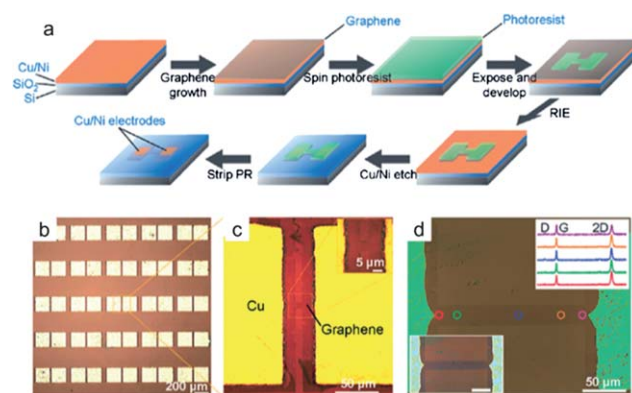 a
Graphene
Photoresist
Cu/Ni
SiO2
Si
Graphene
growth
Spin photoresist
Expose and
develop
RIE
Cu/Ni electrodes
Strip PR
Cu/Ni etch
b
200 µm
c
5 µm
Cu
Graphene
50 µm
d
D G 2D
50 µm